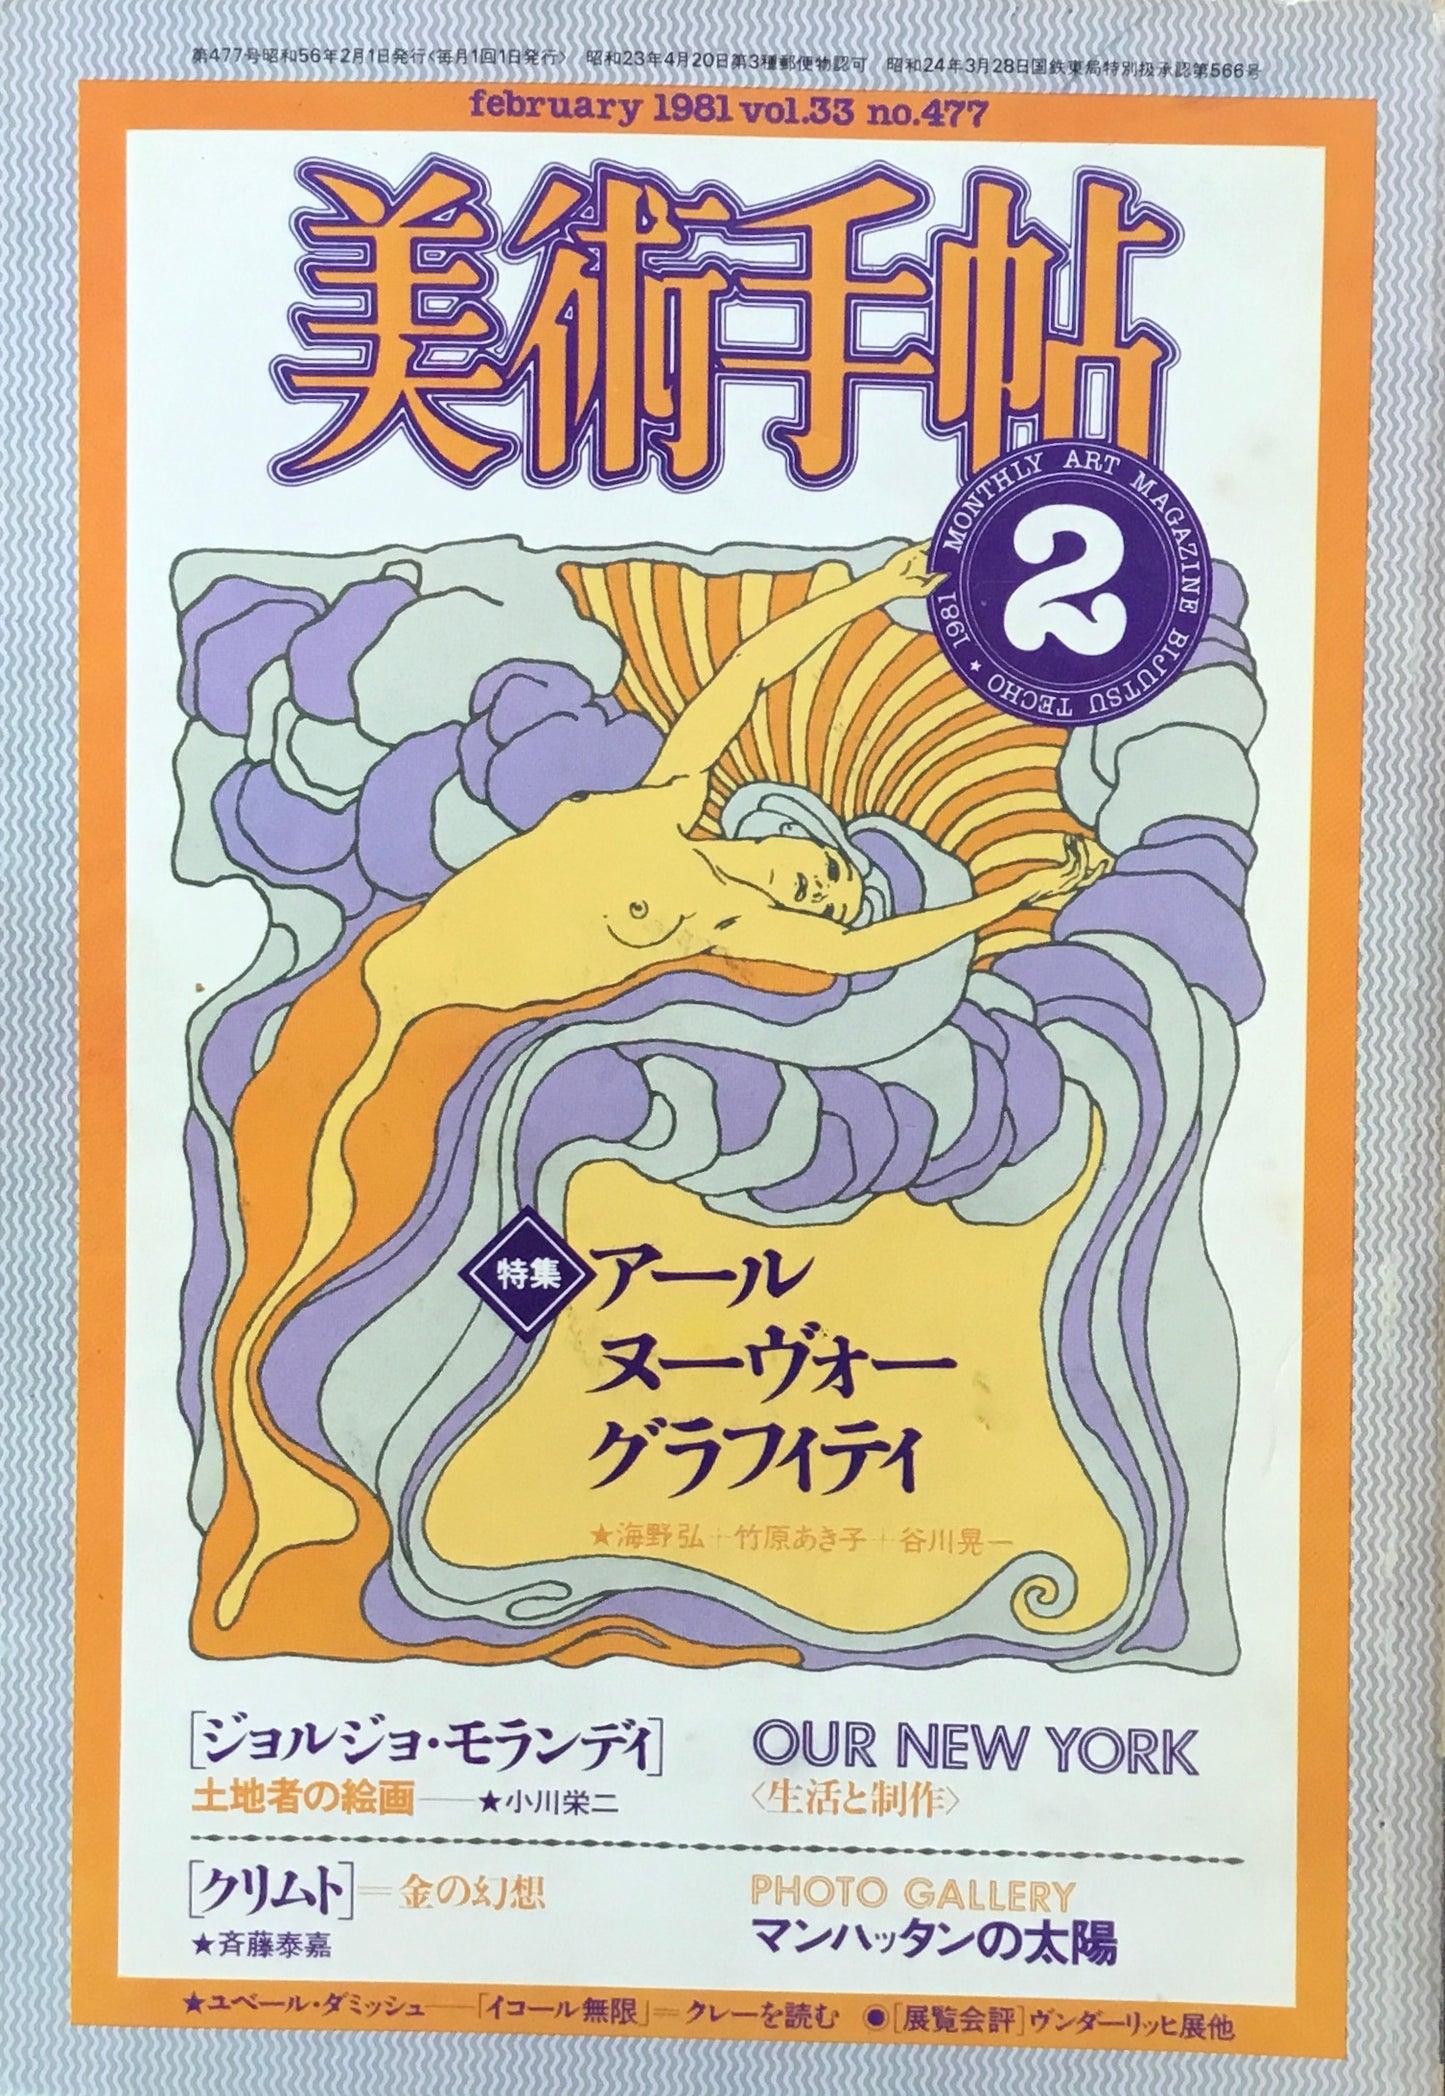 第477号昭和56年2月1日発行〈毎月1回1日発行〉 昭和23年4月20日第3種郵便物認可 昭和24年3月28日国鉄東局特別扱承認第566号
february 1981 vol.33 no.477
美術手帖
MONTHLY ART MAGAZINE BIJUTSU TECHO ★ 1981
2
特集
アール
ヌーヴォー
グラフィティ
★海野弘+竹原あき子+谷川晃一
[ジョルジョ・モランディ]
土地者の絵画──★小川栄二
OUR NEW YORK
〈生活と制作〉
[クリムト]=金の幻想
★斉藤泰嘉
PHOTO GALLERY
マンハッタンの太陽
★ユベール・ダミッシュ──「イコール無限」=クレーを読む ◉[展覧会評]ヴンダーリッヒ展他